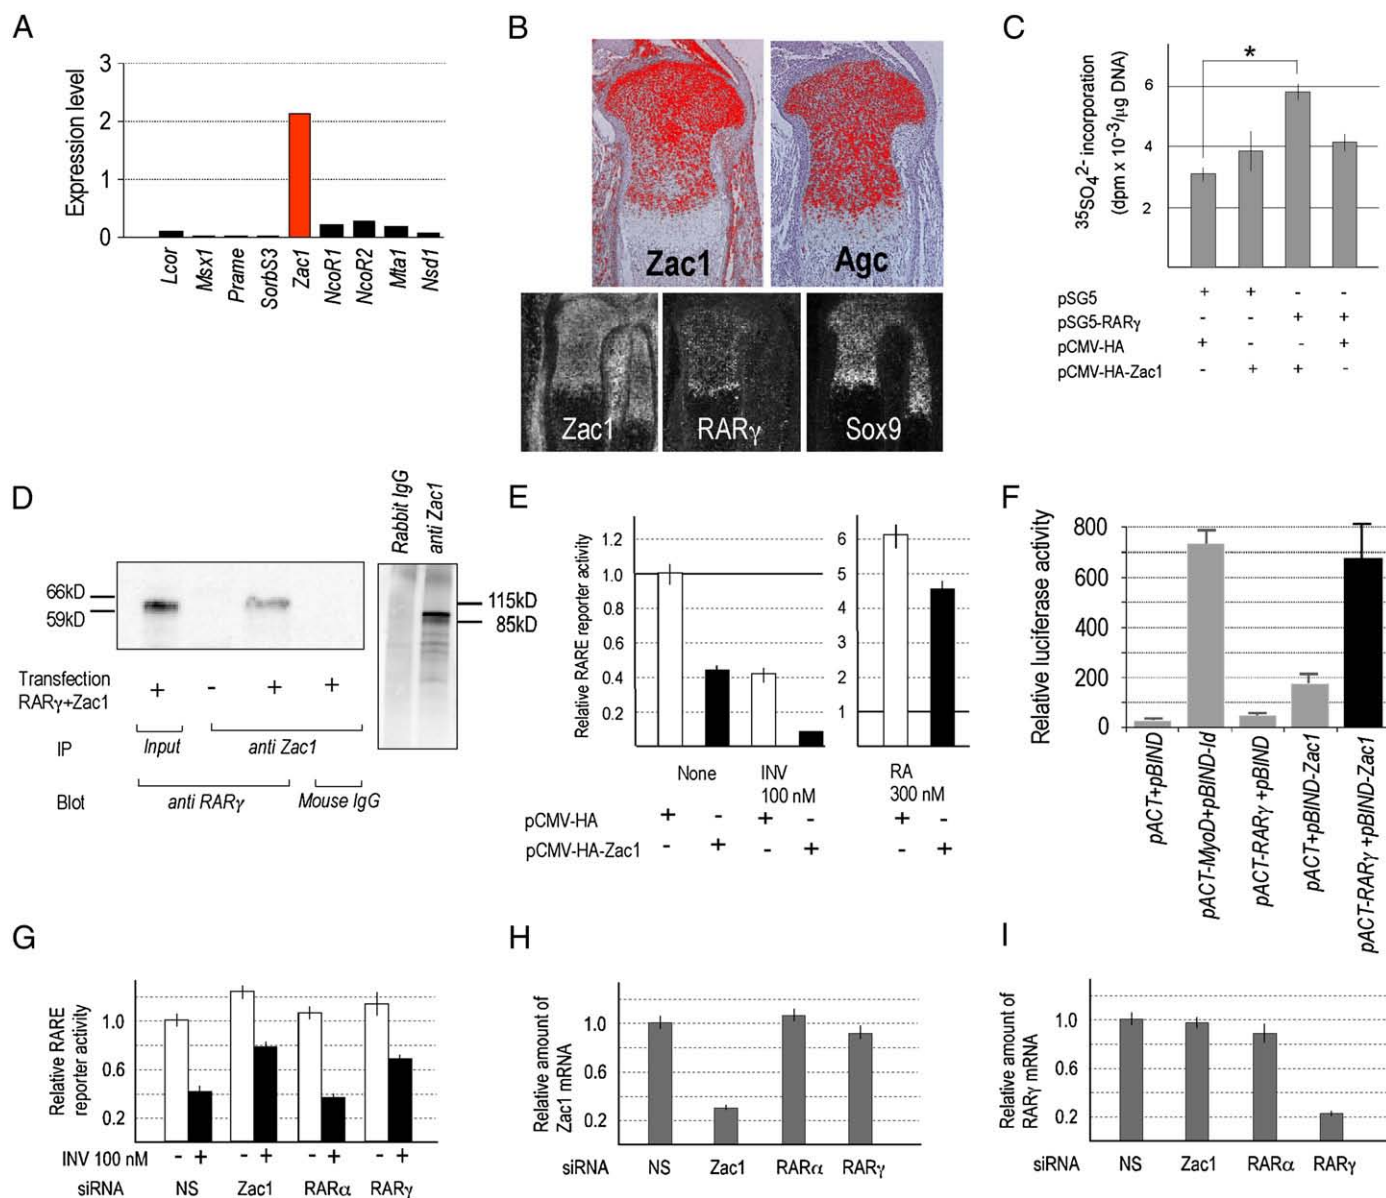 A
Expression level
3
2
1
0
Lcor
Msx1
Prame
SorbS3
Zac1
NcoR1
NcoR2
Mta1
Nsd1
B
Zac1
Agc
Zac1
RARγ
Sox9
C
*
³⁵SO₄²⁻ incorporation
(dpm x 10⁻³/μg DNA)
6
4
2
pSG5 + + - -
pSG5-RARγ - - + +
pCMV-HA + - - +
pCMV-HA-Zac1 - + + -
D
66kD
59kD
Rabbit IgG
anti Zac1
115kD
85kD
Transfection
RARγ+Zac1
+ - + +
IP
Input
anti Zac1
Blot
anti RARγ
Mouse IgG
E
Relative RARE reporter activity
1.2
1.0
0.8
0.6
0.4
0.2
6
5
4
3
2
1
None
INV
100 nM
RA
300 nM
pCMV-HA + - + - + -
pCMV-HA-Zac1 - + - + - +
F
Relative luciferase activity
800
600
400
200
0
pACT+pBIND
pACT-MyoD+pBIND-Id
pACT-RARγ +pBIND
pACT+pBIND-Zac1
pACT-RARγ +pBIND-Zac1
G
Relative RARE
reporter activity
1.0
0.6
0.2
INV 100 nM - + - + - + - +
siRNA NS Zac1 RARα RARγ
H
Relative amount of
Zac1 mRNA
1.0
0.6
0.2
siRNA NS Zac1 RARα RARγ
I
Relative amount of
RARγ mRNA
1.0
0.6
0.2
siRNA NS Zac1 RARα RARγ